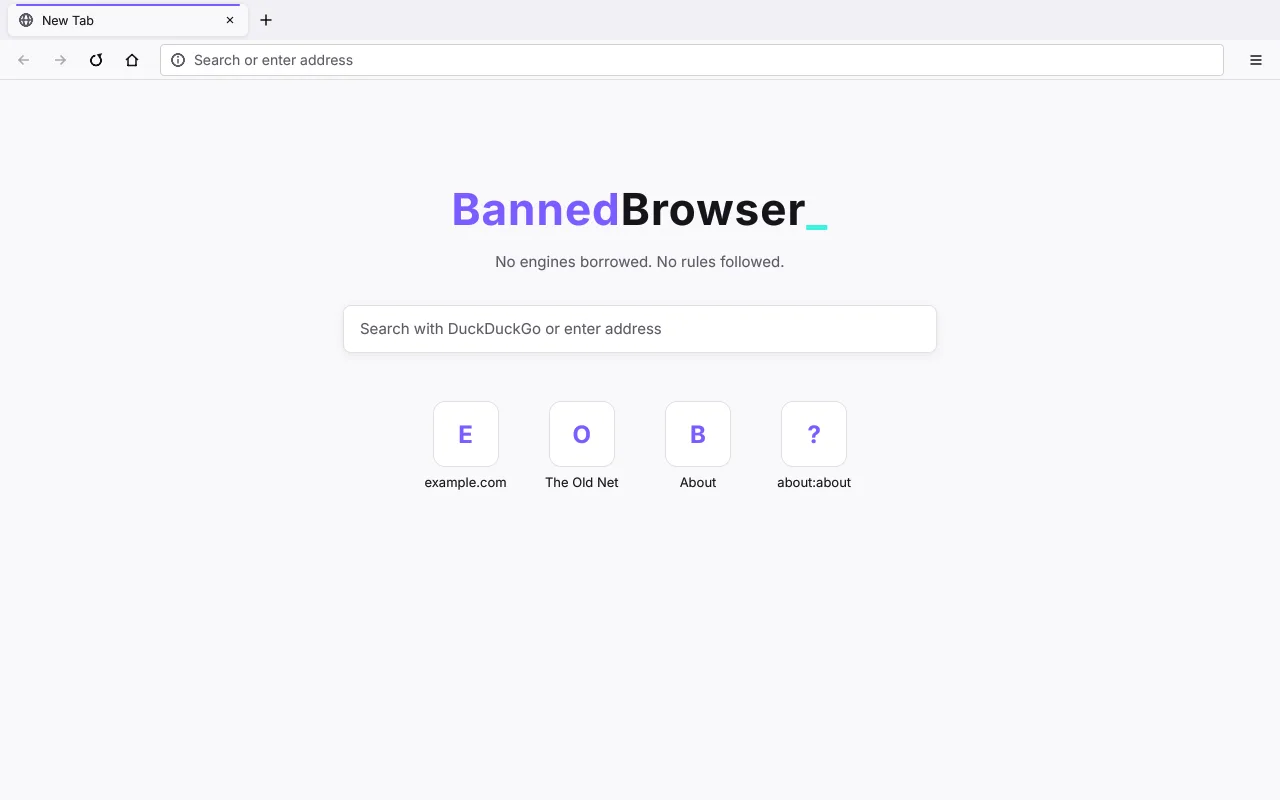 New Tab
Search or enter address
BannedBrowser_
No engines borrowed. No rules followed.
Search with DuckDuckGo or enter address
E O B ?
example.com The Old Net About about:about